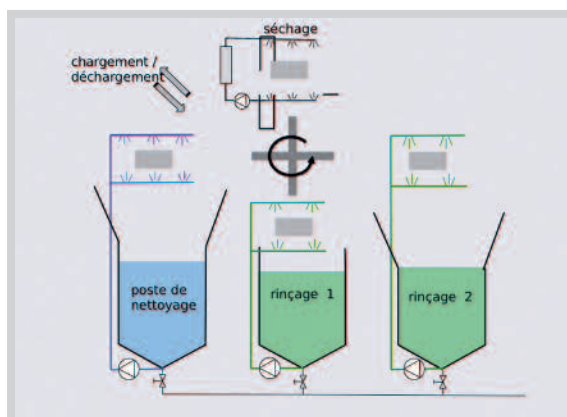 séchage
chargement /
déchargement
poste de
nettoyage
rinçage 1
rinçage 2